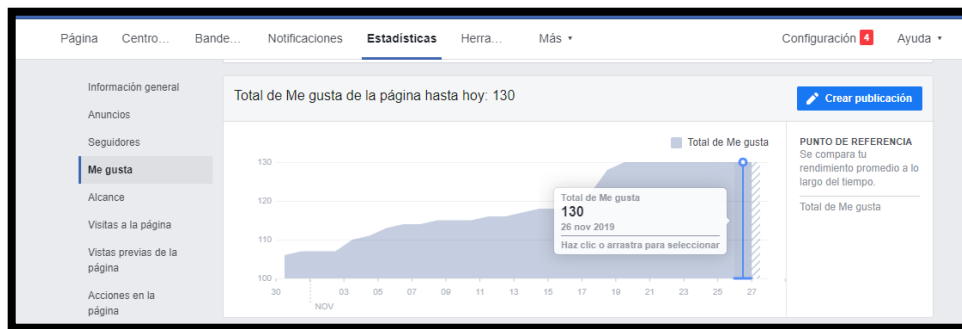 Página Centro... Bande... Notificaciones Estadísticas Herra... Más Configuración 4 Ayuda
Información general
Anuncios
Seguidores
Me gusta
Alcance
Visitas a la página
Vistas previas de la
página
Acciones en la
página
Total de Me gusta de la página hasta hoy: 130
Crear publicación
Total de Me gusta
130
120
110
100
30 03 05 07 09 11 13 15 17 19 21 23 25 27
NOV
Total de Me gusta
130
26 nov 2019
Haz clic o arrastra para seleccionar
PUNTO DE REFERENCIA
Se compara tu
rendimiento promedio a lo
largo del tiempo.
Total de Me gusta